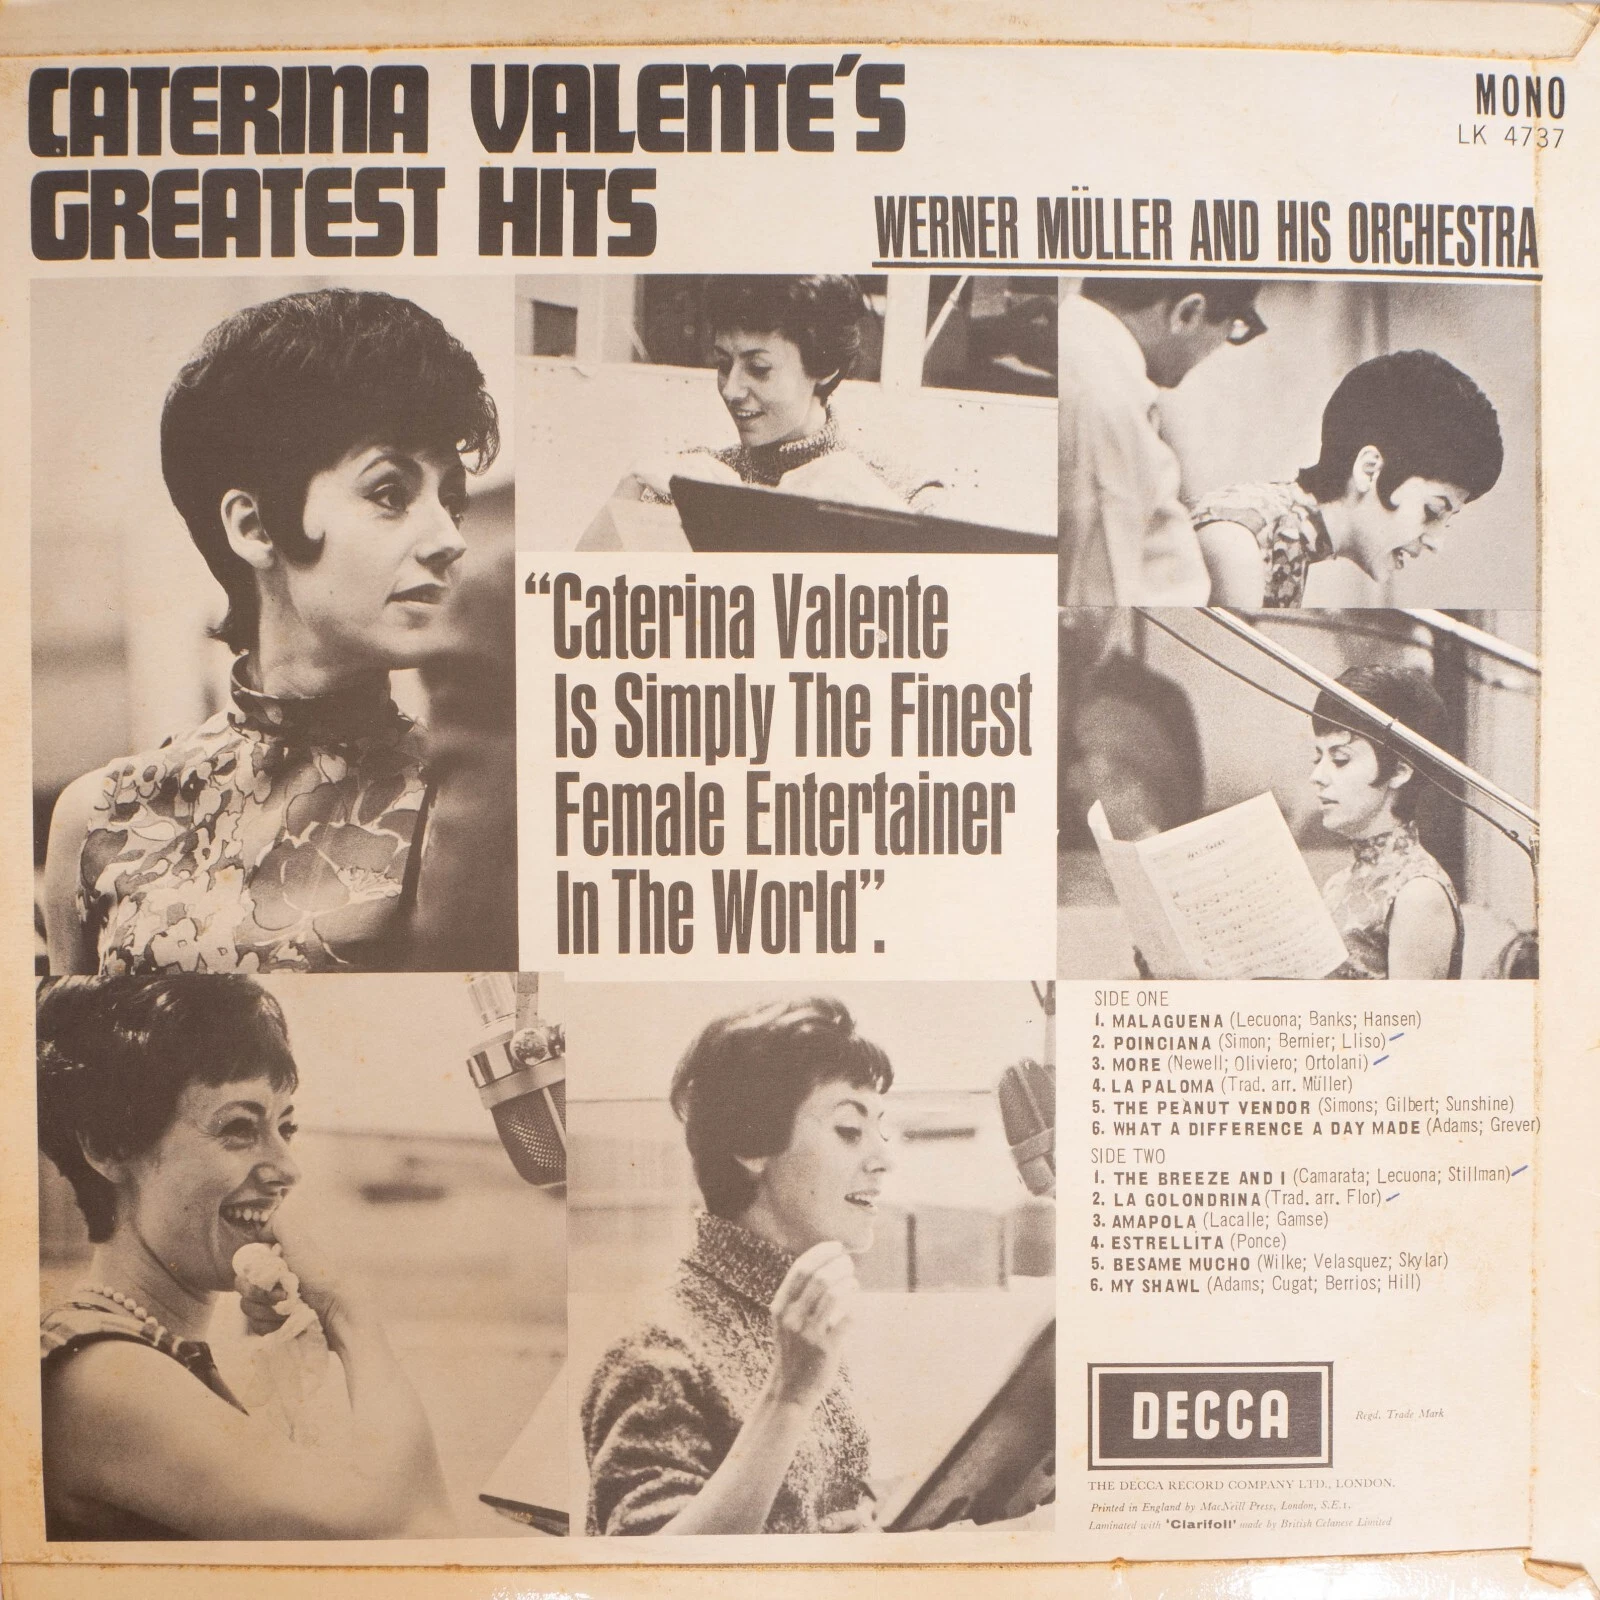 CATERINA VALENTE'S
GREATEST HITS
MONO
LK 4737
WERNER MÜLLER AND HIS ORCHESTRA
“Caterina Valente
Is Simply The Finest
Female Entertainer
In The World”.
SIDE ONE
1. MALAGUENA (Lecuona; Banks; Hansen)
2. POINCIANA (Simon; Bernier; Lliso)
3. MORE (Newell; Oliviero; Ortolani)
4. LA PALOMA (Trad. arr. Müller)
5. THE PEANUT VENDOR (Simons; Gilbert; Sunshine)
6. WHAT A DIFFERENCE A DAY MADE (Adams; Grever)
SIDE TWO
1. THE BREEZE AND I (Camarata; Lecuona; Stillman)
2. LA GOLONDRINA (Trad. arr. Flor)
3. AMAPOLA (Lacalle; Gamse)
4. ESTRELLITA (Ponce)
5. BESAME MUCHO (Wilke; Velasquez; Skylar)
6. MY SHAWL (Adams; Cugat; Berrios; Hill)
DECCA
Regd. Trade Mark
THE DECCA RECORD COMPANY LTD., LONDON.
Printed in England by MacNeill Press, London, S.E.1.
Laminated with 'Clarifoil' made by British Celanese Limited